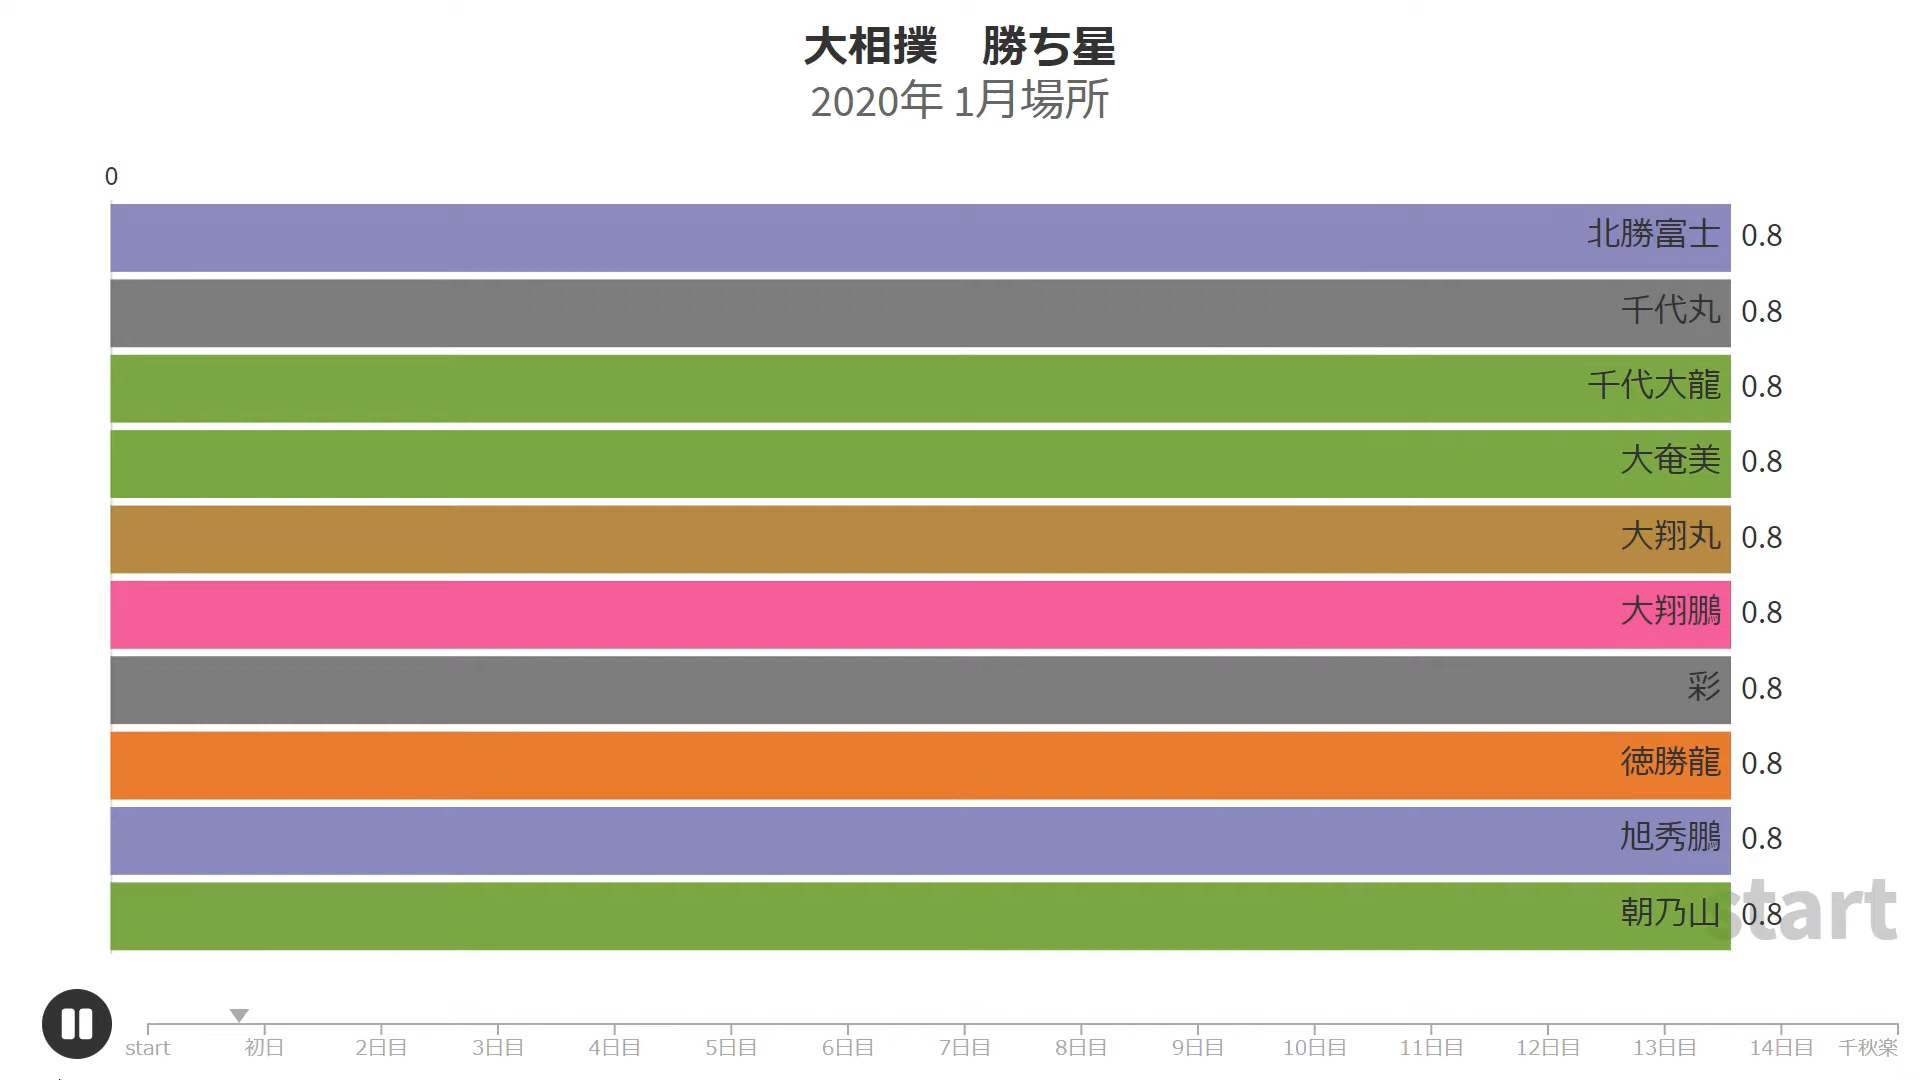 大相撲　勝ち星
2020年 1月場所
0
北勝富士 0.8
千代丸 0.8
千代大龍 0.8
大奄美 0.8
大翔丸 0.8
大翔鵬 0.8
彩 0.8
徳勝龍 0.8
旭秀鵬 0.8
朝乃山 0.8
start
start 初日 2日目 3日目 4日目 5日目 6日目 7日目 8日目 9日目 10日目 11日目 12日目 13日目 14日目 千秋楽